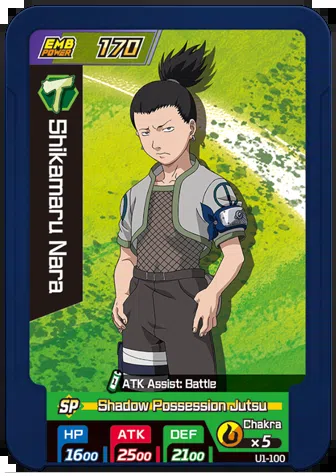 EMB
POWER
170
T
Shikamaru Nara
ATK Assist: Battle
SP Shadow Possession Jutsu
HP ATK DEF Chakra
1600 2500 2100 ×5
U1-100